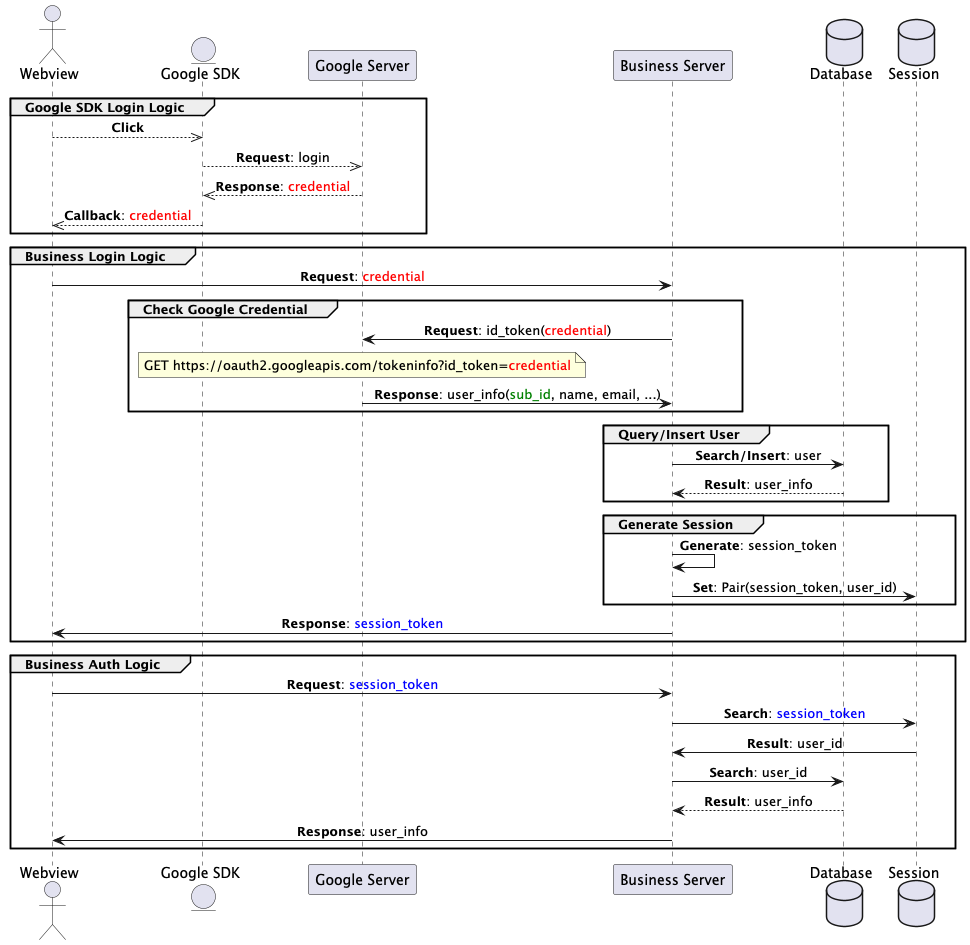 Webview
Google SDK
Google Server
Business Server
Database
Session
Google SDK Login Logic
Click
Request: login
Response: credential
Callback: credential
Business Login Logic
Request: credential
Check Google Credential
Request: id_token(credential)
GET https://oauth2.googleapis.com/tokeninfo?id_token=credential
Response: user_info(sub_id, name, email, ...)
Query/Insert User
Search/Insert: user
Result: user_info
Generate Session
Generate: session_token
Set: Pair(session_token, user_id)
Response: session_token
Business Auth Logic
Request: session_token
Search: session_token
Result: user_id
Search: user_id
Result: user_info
Response: user_info
Webview
Google SDK
Google Server
Business Server
Database
Session